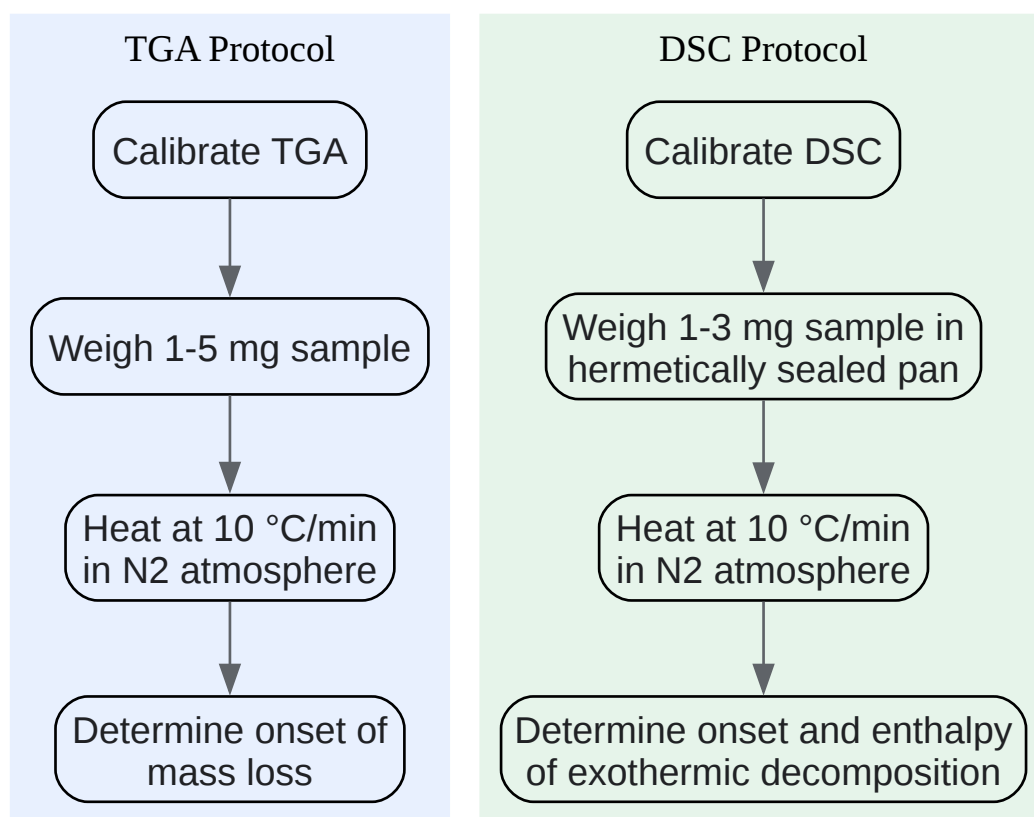 TGA Protocol
Calibrate TGA
Weigh 1-5 mg sample
Heat at 10 °C/min
in N2 atmosphere
Determine onset of
mass loss
DSC Protocol
Calibrate DSC
Weigh 1-3 mg sample in
hermetically sealed pan
Heat at 10 °C/min
in N2 atmosphere
Determine onset and enthalpy
of exothermic decomposition